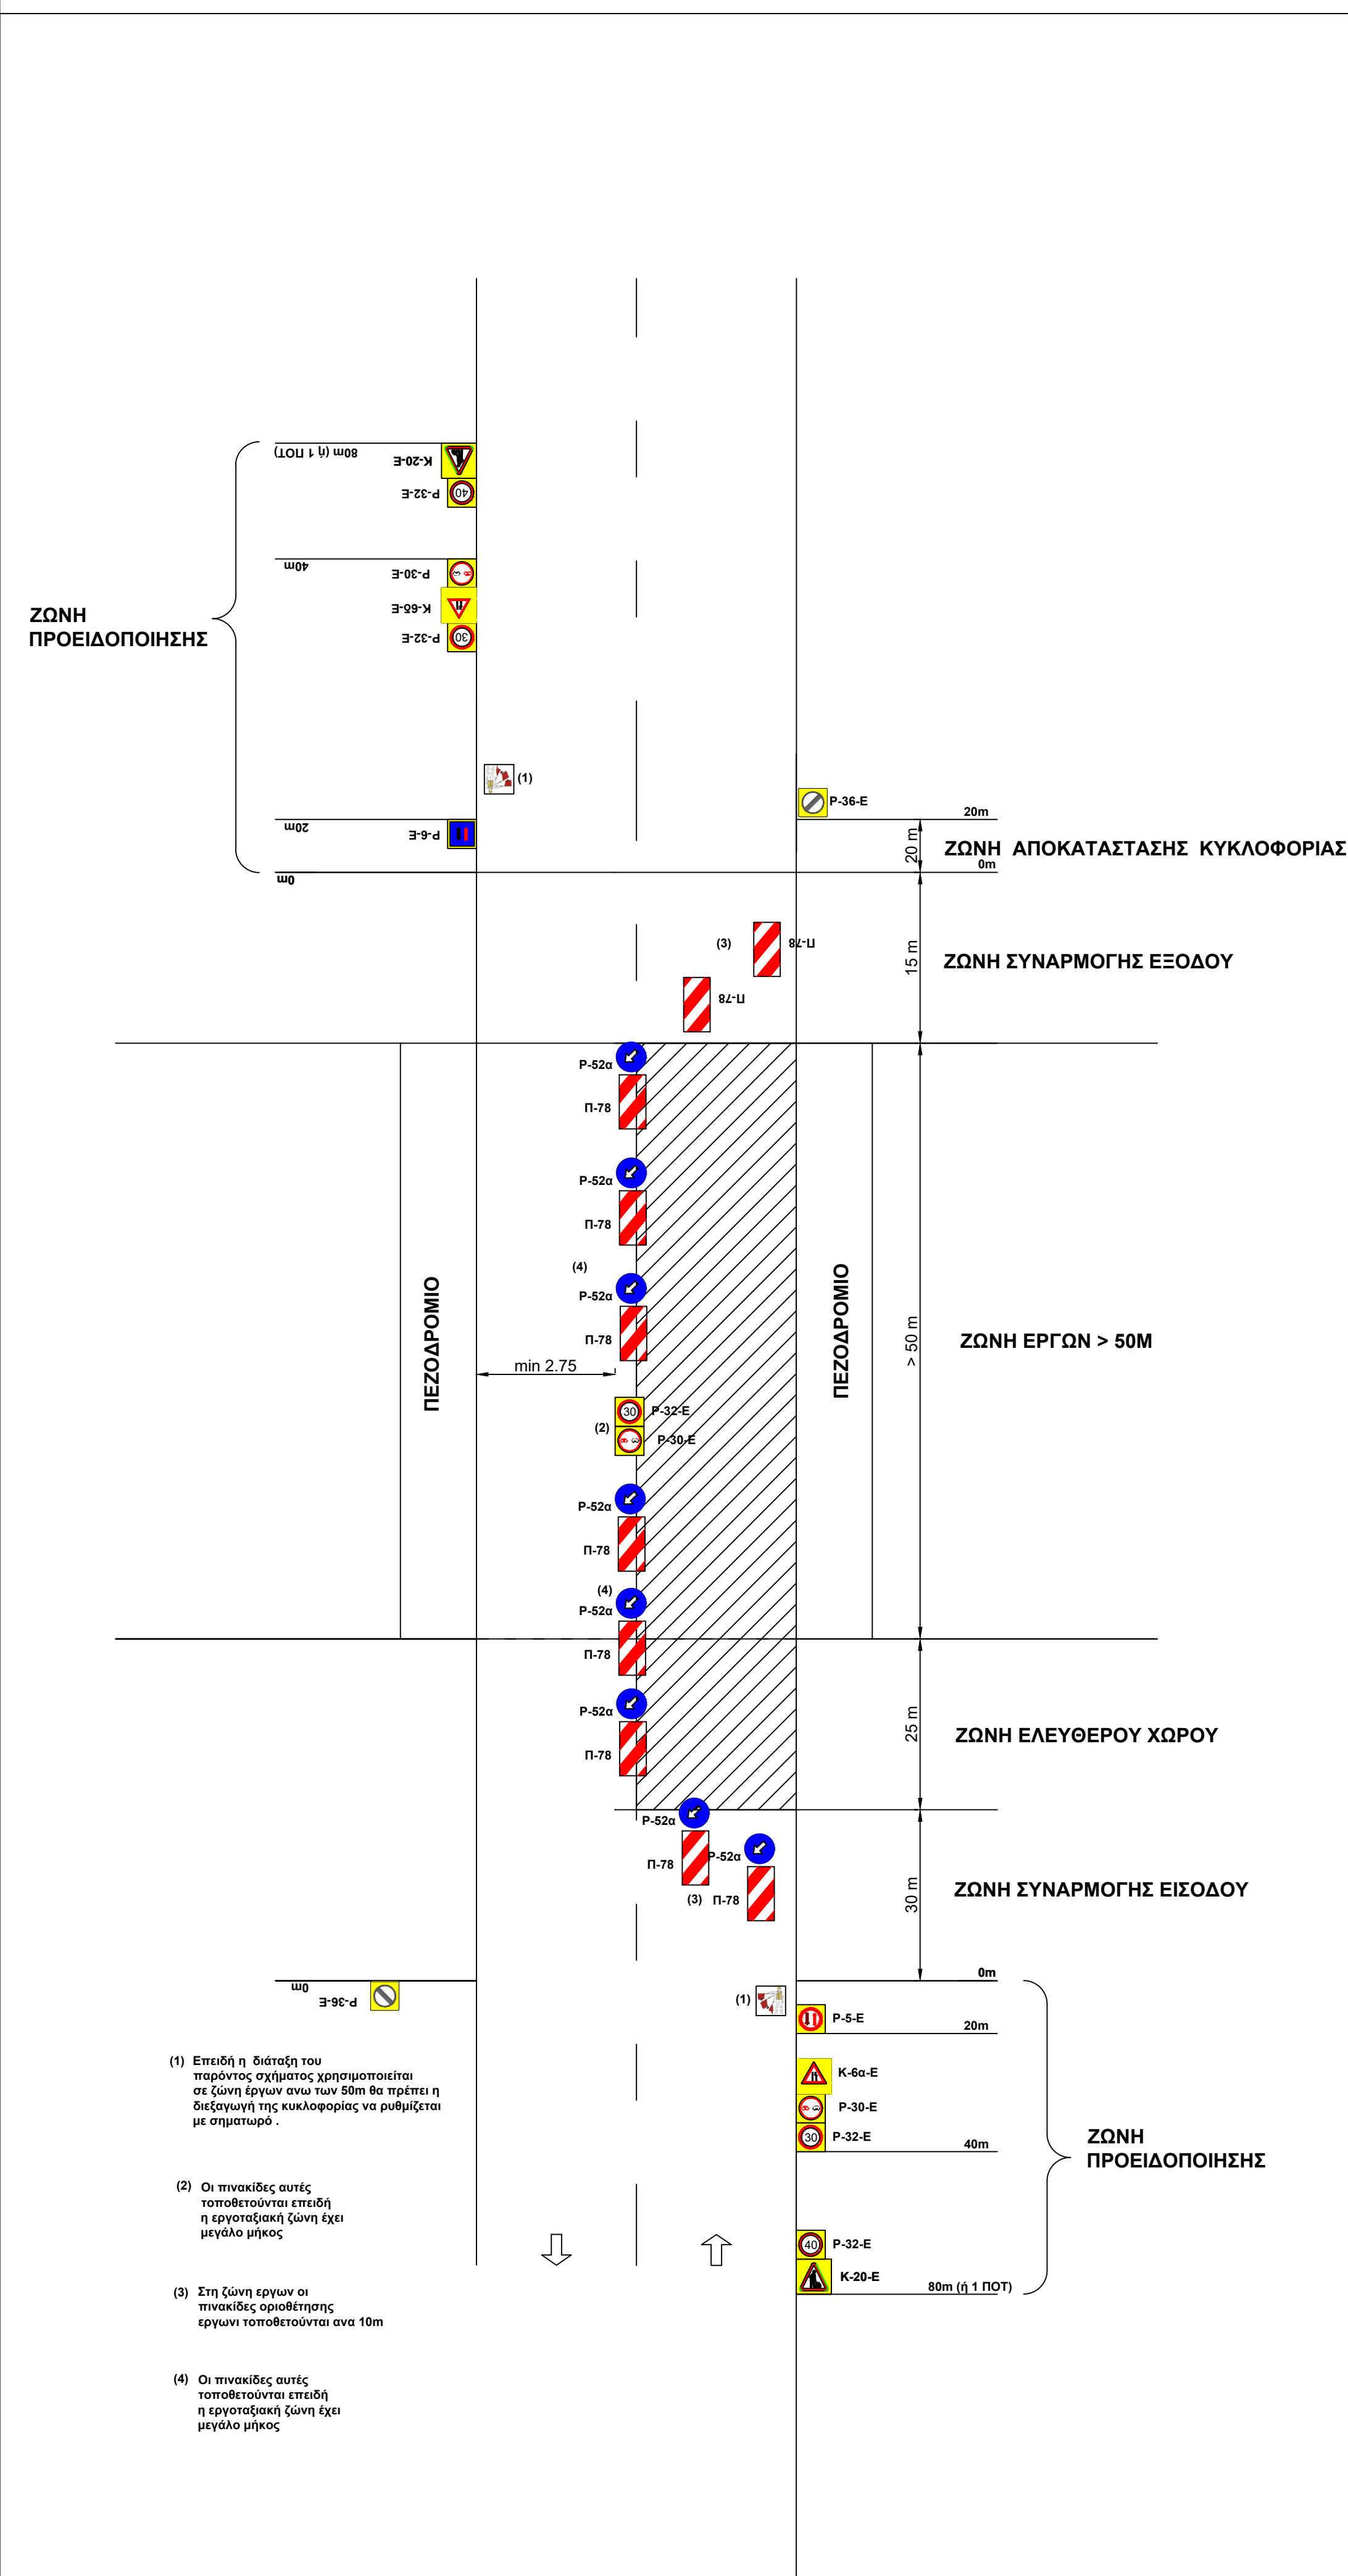 80m (ή 1 ΠΟΤ)
K-20-E
P-32-E
40
40m
P-30-E
K-6δ-E
P-32-E
30
ΖΩΝΗ
ΠΡΟΕΙΔΟΠΟΙΗΣΗΣ
(1)
P-36-E
20m
20m
P-6-E
20 m
ΖΩΝΗ ΑΠΟΚΑΤΑΣΤΑΣΗΣ ΚΥΚΛΟΦΟΡΙΑΣ
0m
0m
(3)
Π-78
15 m
ΖΩΝΗ ΣΥΝΑΡΜΟΓΗΣ ΕΞΟΔΟΥ
Π-78
P-52α
Π-78
P-52α
Π-78
(4)
P-52α
Π-78
ΠΕΖΟΔΡΟΜΙΟ
ΠΕΖΟΔΡΟΜΙΟ
> 50 m
ΖΩΝΗ ΕΡΓΩΝ > 50Μ
min 2.75
30
P-32-E
(2)
P-30-E
P-52α
Π-78
(4)
P-52α
Π-78
P-52α
Π-78
25 m
ΖΩΝΗ ΕΛΕΥΘΕΡΟΥ ΧΩΡΟΥ
P-52α
Π-78
P-52α
(3)
Π-78
30 m
ΖΩΝΗ ΣΥΝΑΡΜΟΓΗΣ ΕΙΣΟΔΟΥ
0m
0m
P-36-E
(1)
P-5-E
20m
K-6α-E
P-30-E
30
P-32-E
40m
ΖΩΝΗ
ΠΡΟΕΙΔΟΠΟΙΗΣΗΣ
40
P-32-E
K-20-E
80m (ή 1 ΠΟΤ)
(1) Επειδή η διάταξη του
παρόντος σχήματος χρησιμοποιείται
σε ζώνη έργων ανω των 50m θα πρέπει η
διεξαγωγή της κυκλοφορίας να ρυθμίζεται
με σηματωρό .
(2) Οι πινακίδες αυτές
τοποθετούνται επειδή
η εργοταξιακή ζώνη έχει
μεγάλο μήκος
(3) Στη ζώνη εργων οι
πινακίδες οριοθέτησης
εργωνι τοποθετούνται ανα 10m
(4) Οι πινακίδες αυτές
τοποθετούνται επειδή
η εργοταξιακή ζώνη έχει
μεγάλο μήκος